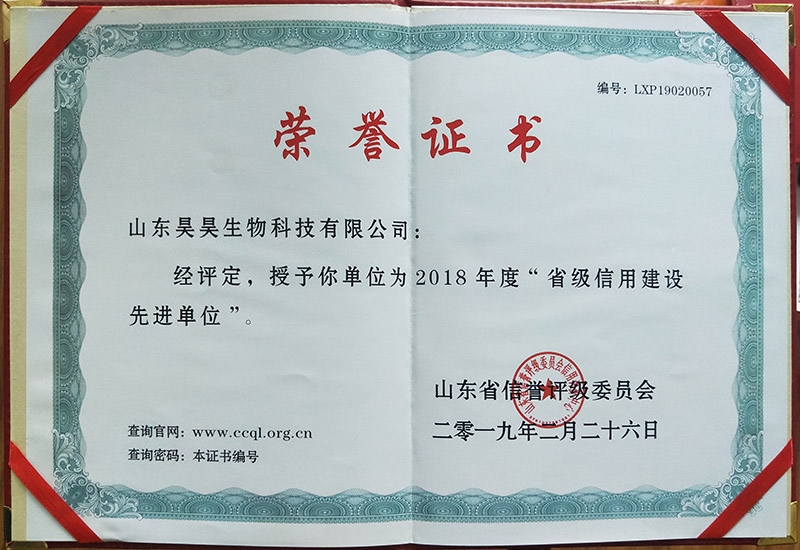 编号：LXP19020057
荣誉证书
山东昊昊生物科技有限公司：
经评定，授予你单位为2018年度“省级信用建设
先进单位”。
山东省信誉评级委员会
二零一九年二月二十六日
查询官网：www.ccql.org.cn
查询密码：本证书编号